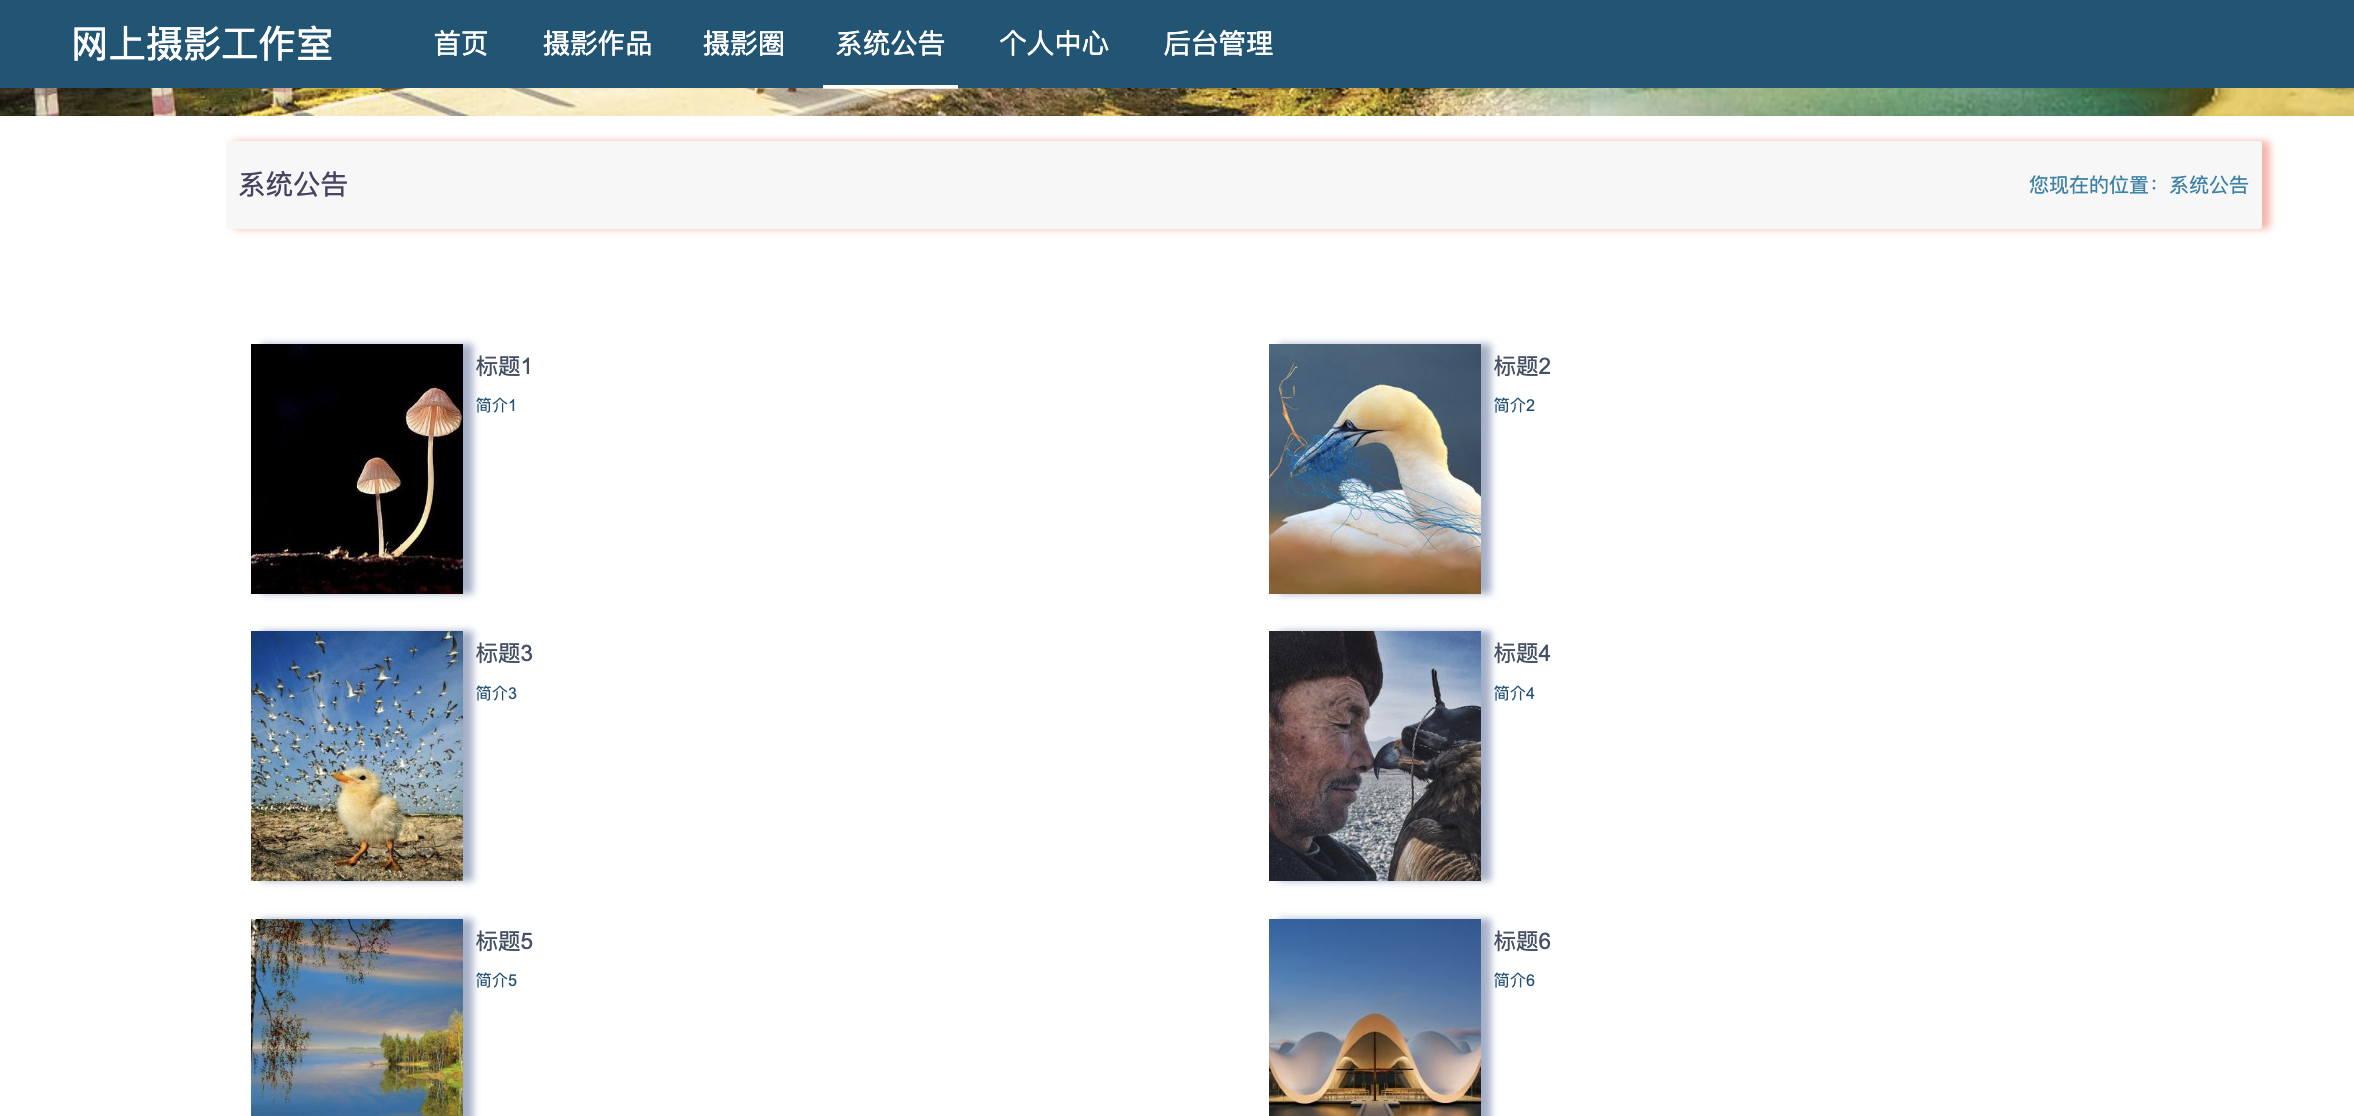 网上摄影工作室 首页 摄影作品 摄影圈 系统公告 个人中心 后台管理
系统公告 您现在的位置：系统公告
标题1
简介1
标题2
简介2
标题3
简介3
标题4
简介4
标题5
简介5
标题6
简介6